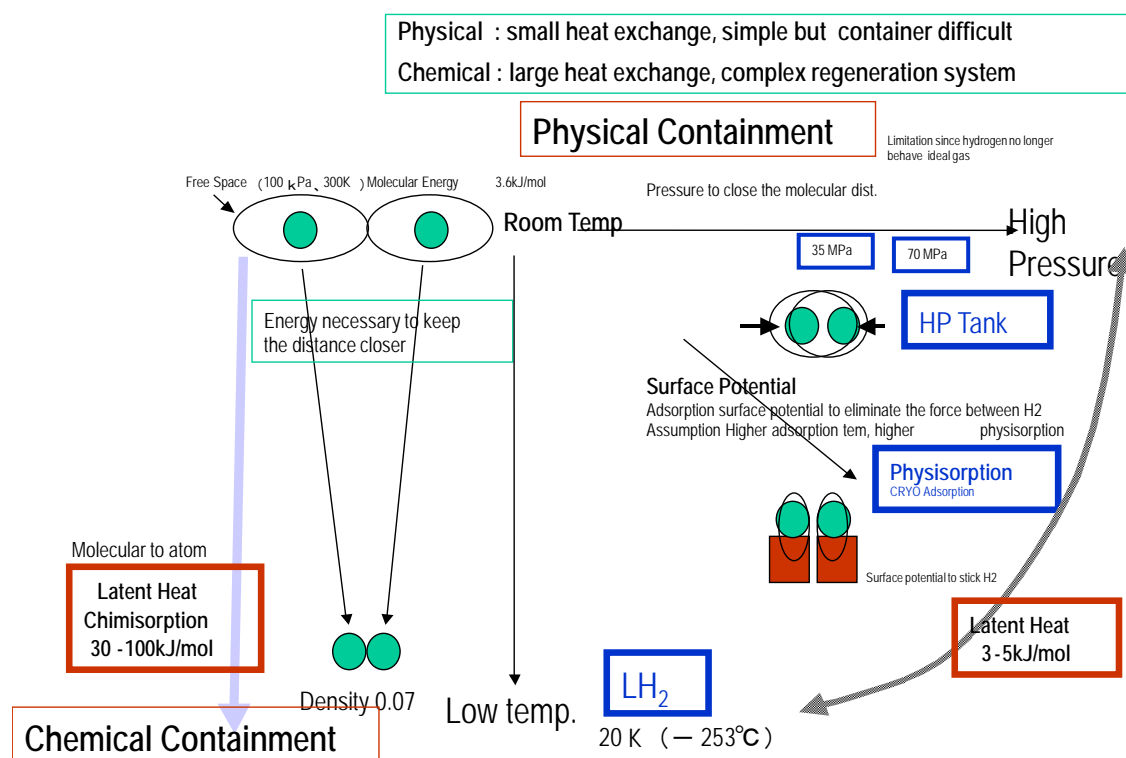 Physical : small heat exchange, simple but container difficult
Chemical : large heat exchange, complex regeneration system
Physical Containment
Limitation since hydrogen no longer
behave ideal gas
Free Space （100 kPa、300K ）Molecular Energy 3.6kJ/mol
Pressure to close the molecular dist.
Room Temp
High
Pressure
35 MPa
70 MPa
HP Tank
Energy necessary to keep
the distance closer
Surface Potential
Adsorption surface potential to eliminate the force between H2
Assumption Higher adsorption tem, higher physisorption
Physisorption
CRYO Adsorption
Surface potential to stick H2
Molecular to atom
Latent Heat
Chimisorption
30 -100kJ/mol
Latent Heat
3 -5kJ/mol
Density 0.07
Low temp.
LH2
20 K （－253℃）
Chemical Containment